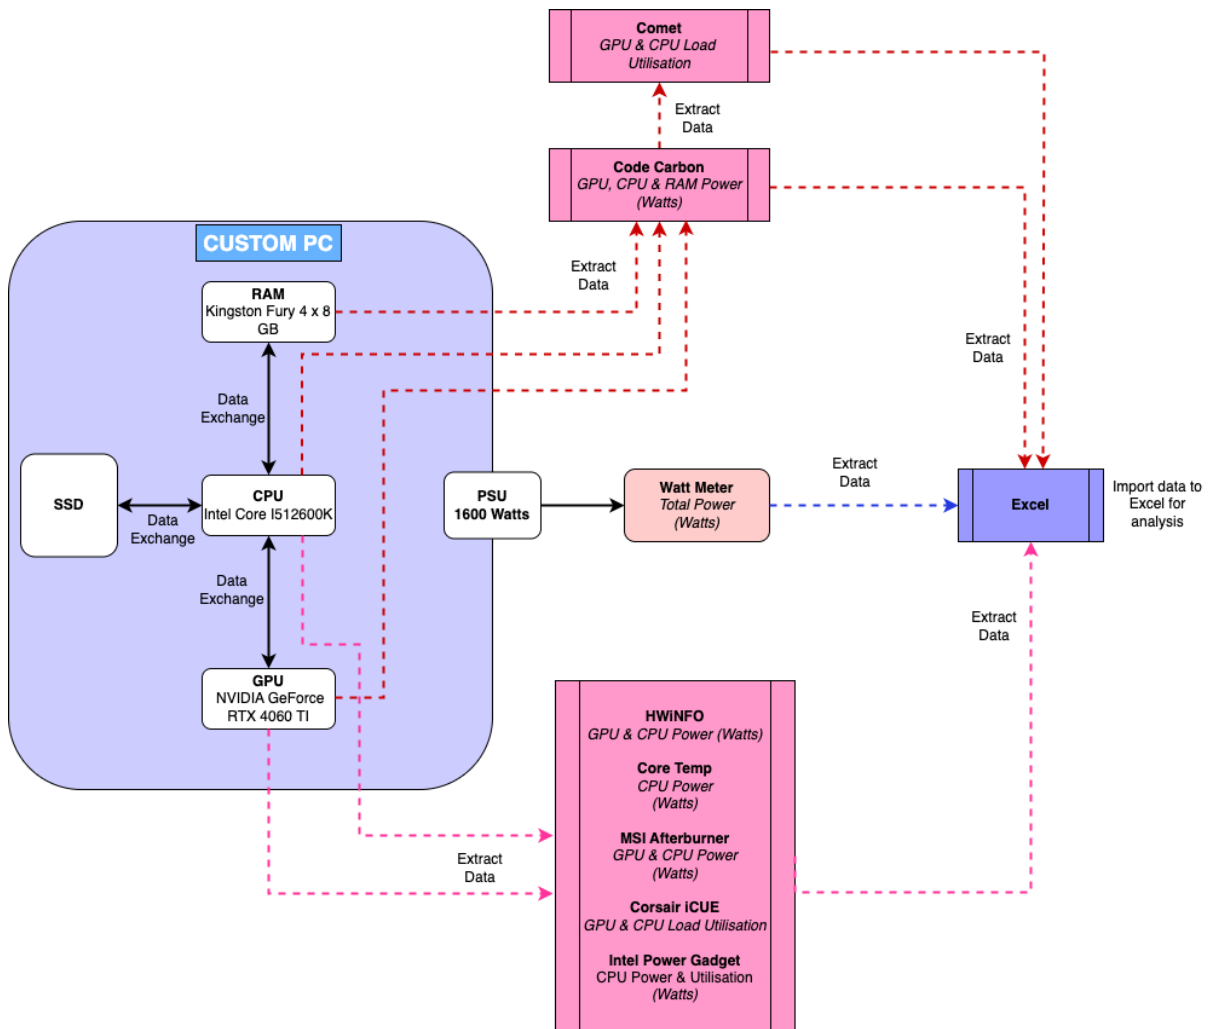 Comet
GPU & CPU Load
Utilisation
Extract
Data
Code Carbon
GPU, CPU & RAM Power
(Watts)
CUSTOM PC
Extract
Data
RAM
Kingston Fury 4 x 8
GB
Extract
Data
Data
Exchange
SSD
Data
Exchange
CPU
Intel Core I512600K
PSU
1600 Watts
Watt Meter
Total Power
(Watts)
Extract
Data
Excel
Import data to
Excel for
analysis
Data
Exchange
Extract
Data
GPU
NVIDIA GeForce
RTX 4060 TI
HWiNFO
GPU & CPU Power (Watts)
Core Temp
CPU Power
(Watts)
MSI Afterburner
GPU & CPU Power
(Watts)
Extract
Data
Corsair iCUE
GPU & CPU Load Utilisation
Intel Power Gadget
CPU Power & Utilisation
(Watts)